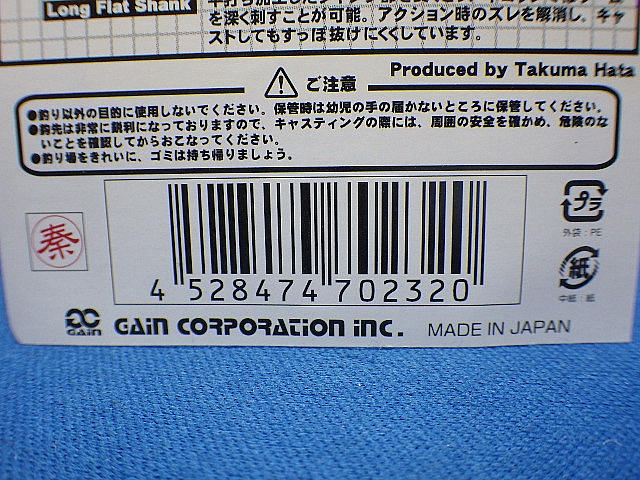 Long Flat Shank
を深く刺すことが可能。アクション時のズレを解消し、キャ
ストしてもすっぽ抜けにくくしています。
Produced by Takuma Hata
ご注意
●釣り以外の目的に使用しないでください。保管時は幼児の手の届かないところに保管してください。
●鈎先は非常に鋭利になっておりますので、キャスティングの際には、周囲の安全を確かめ、危険のな
いことを確認してからおこなってください。
●釣り場をきれいに、ゴミは持ち帰りましょう。
秦
プラ
外袋:PE
紙
中紙:紙
4 528474 702320
GAIN
GAIN CORPORATION INC.
MADE IN JAPAN